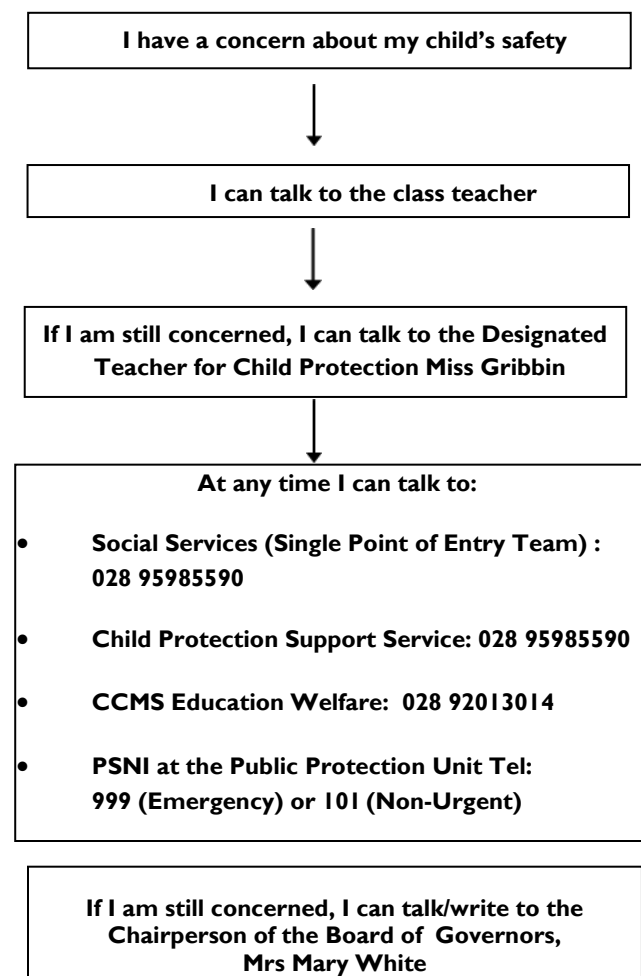 I have a concern about my child's safety
I can talk to the class teacher
If I am still concerned, I can talk to the Designated
Teacher for Child Protection Miss Gribbin
At any time I can talk to:
• Social Services (Single Point of Entry Team) :
028 95985590
• Child Protection Support Service: 028 95985590
• CCMS Education Welfare: 028 92013014
• PSNI at the Public Protection Unit Tel:
999 (Emergency) or 101 (Non-Urgent)
If I am still concerned, I can talk/write to the
Chairperson of the Board of Governors,
Mrs Mary White